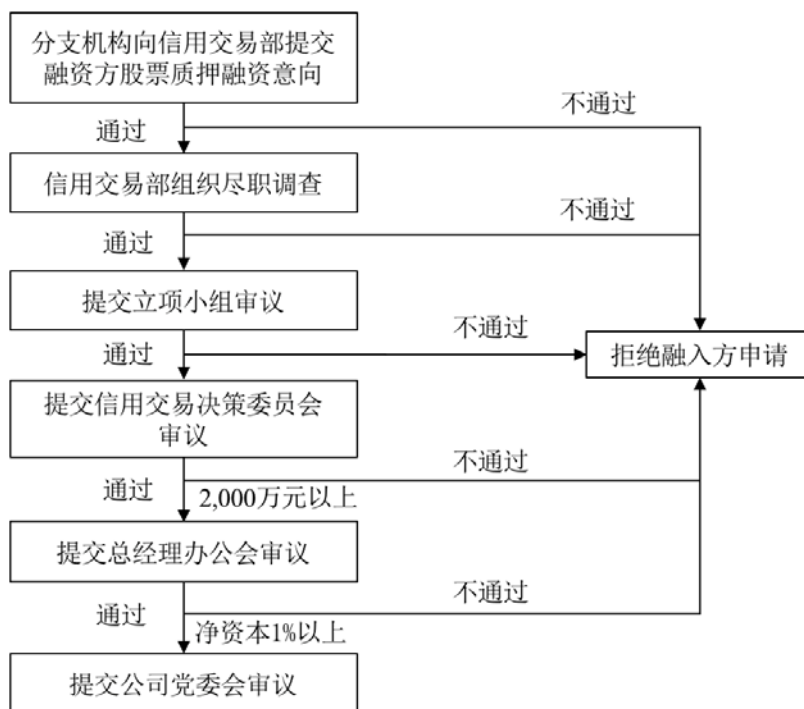 分支机构向信用交易部提交
融资方股票质押融资意向
不通过
通过
信用交易部组织尽职调查
不通过
通过
提交立项小组审议
不通过
拒绝融入方申请
通过
提交信用交易决策委员会
审议
不通过
通过
2,000万元以上
提交总经理办公会审议
不通过
通过
净资本1%以上
提交公司党委会审议